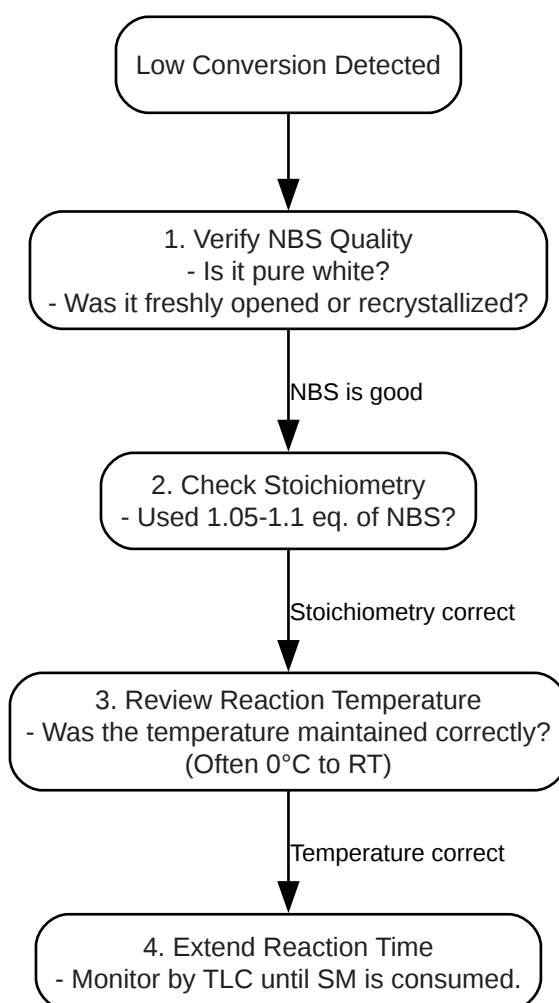 Low Conversion Detected
1. Verify NBS Quality
- Is it pure white?
- Was it freshly opened or recrystallized?
NBS is good
2. Check Stoichiometry
- Used 1.05-1.1 eq. of NBS?
Stoichiometry correct
3. Review Reaction Temperature
- Was the temperature maintained correctly?
(Often 0°C to RT)
Temperature correct
4. Extend Reaction Time
- Monitor by TLC until SM is consumed.